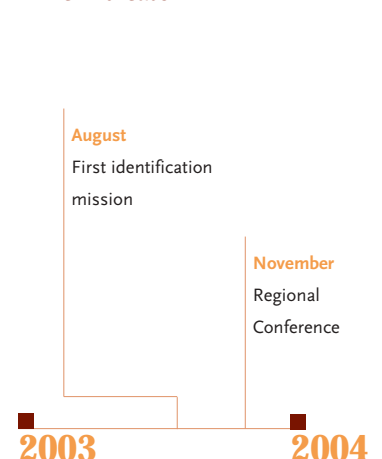 August
First identification
mission
November
Regional
Conference
2003
2004